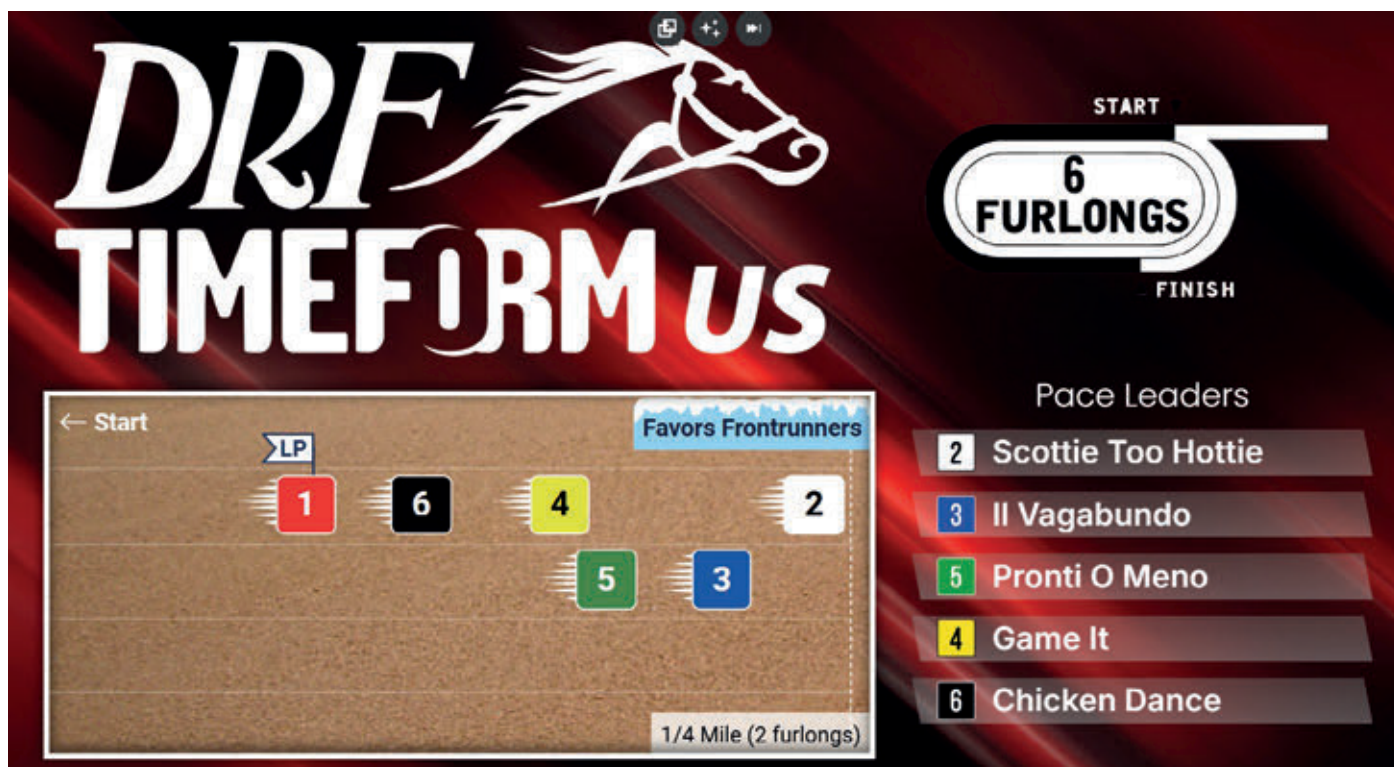 DRF
TIMEFORM US
START
6
FURLONGS
FINISH
← Start
Favors Frontrunners
LP
1
6
4
2
5
3
1/4 Mile (2 furlongs)
Pace Leaders
2 Scottie Too Hottie
3 Il Vagabundo
5 Pronti O Meno
4 Game It
6 Chicken Dance